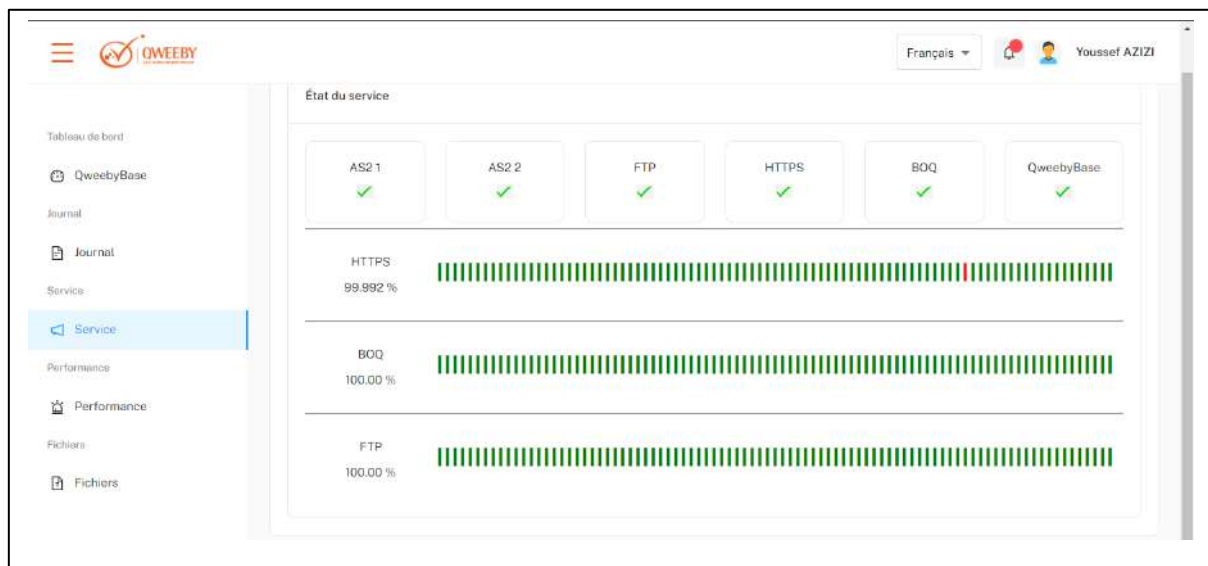 QWEEBY
Français
Youssef AZIZI
État du service
Tableau de bord
QweebyBase
Journal
Journal
Service
Service
Performance
Performance
Fichiers
Fichiers
AS2 1
AS2 2
FTP
HTTPS
BOQ
QweebyBase
HTTPS
99.992 %
BOQ
100.00 %
FTP
100.00 %